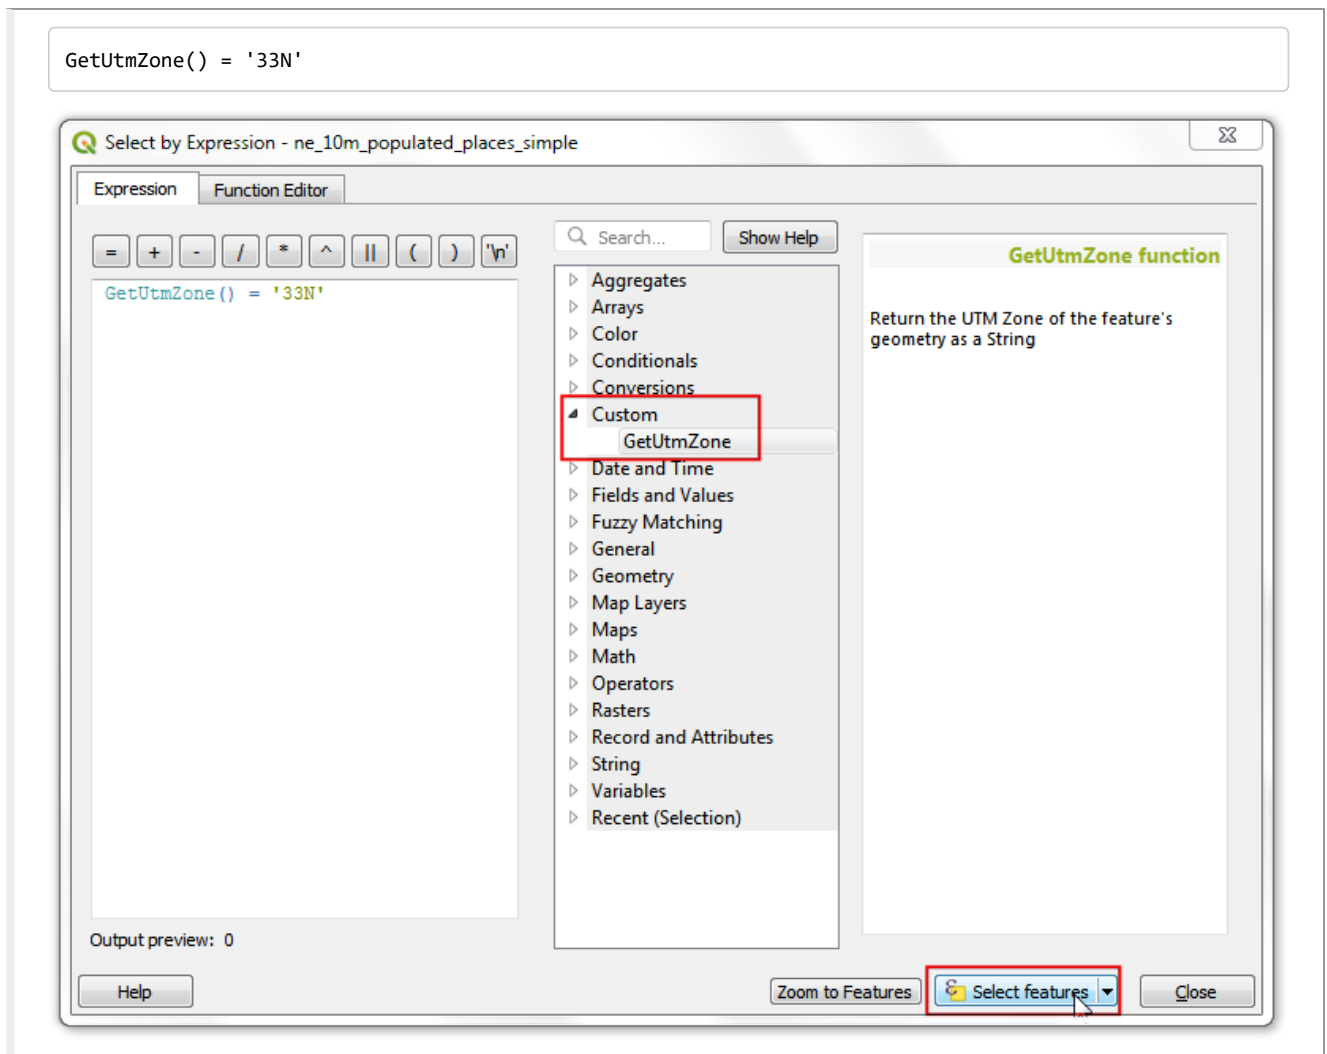 GetUtmZone() = '33N'
Select by Expression - ne_10m_populated_places_simple
Expression
Function Editor
= + - / * ^ || ( ) '\n'
Search...
Show Help
GetUtmZone() = '33N'
Aggregates
Arrays
Color
Conditionals
Conversions
Custom
GetUtmZone
Date and Time
Fields and Values
Fuzzy Matching
General
Geometry
Map Layers
Maps
Math
Operators
Rasters
Record and Attributes
String
Variables
Recent (Selection)
GetUtmZone function
Return the UTM Zone of the feature's
geometry as a String
Output preview: 0
Help
Zoom to Features
Select features
Close